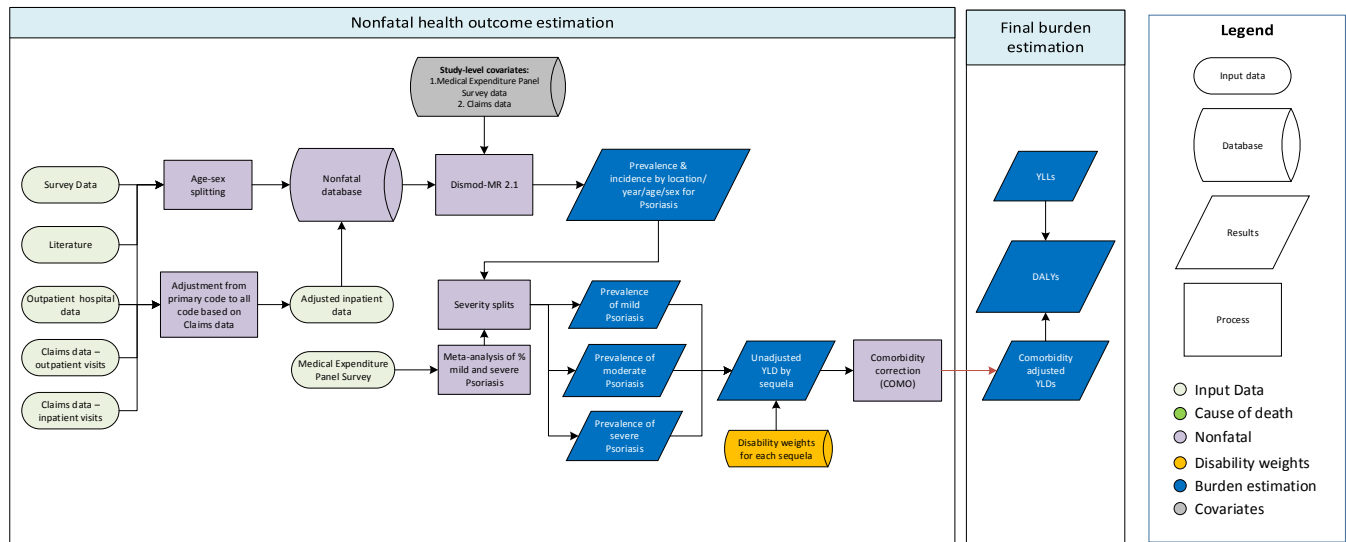 Nonfatal health outcome estimation
Final burden
estimation
Legend
Study-level covariates:
1.Medical Expenditure Panel
Survey data
2. Claims data
Input data
Database
Results
Process
Survey Data
Age-sex
splitting
Nonfatal
database
Dismod-MR 2.1
Prevalence &
incidence by location/
year/age/sex for
Psoriasis
YLLs
Literature
DALYs
Outpatient hospital
data
Adjustment from
primary code to all
code based on
Claims data
Adjusted inpatient
data
Severity splits
Prevalence
of mild
Psoriasis
Claims data –
outpatient visits
Medical Expenditure
Panel Survey
Meta-analysis of %
mild and severe
Psoriasis
Prevalence of
moderate
Psoriasis
Unadjusted
YLD by
sequela
Comorbidity
correction
(COMO)
Comorbidity
adjusted
YLDs
Claims data –
inpatient visits
Prevalence of
severe
Psoriasis
Disability weights
for each sequela
Input Data
Cause of death
Nonfatal
Disability weights
Burden estimation
Covariates